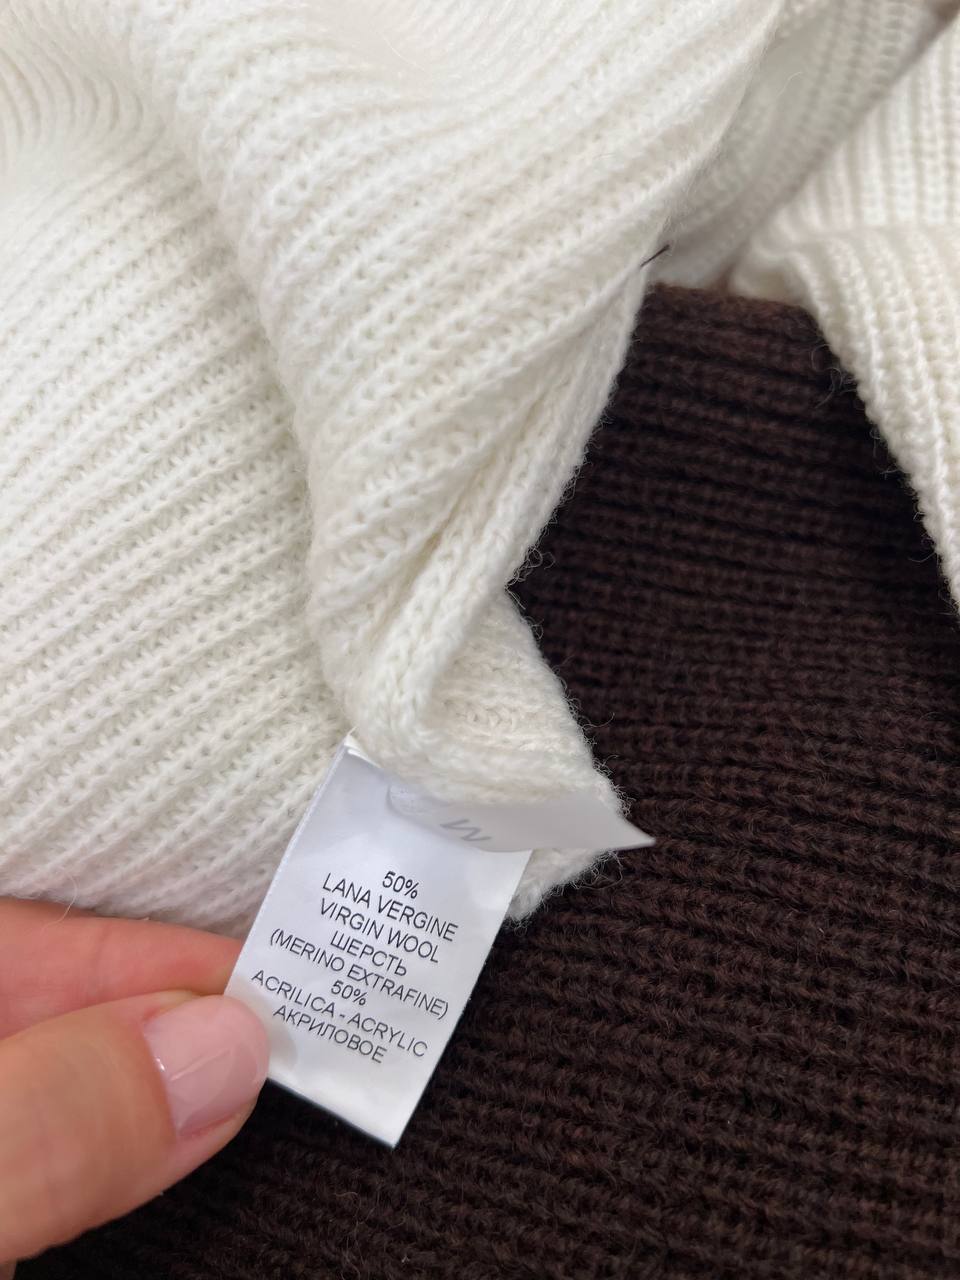 50%
LANA VERGINE
VIRGIN WOOL
ШЕРСТЬ
(MERINO EXTRAFINE)
50%
ACRILICA - ACRYLIC
АКРИЛОВОЕ